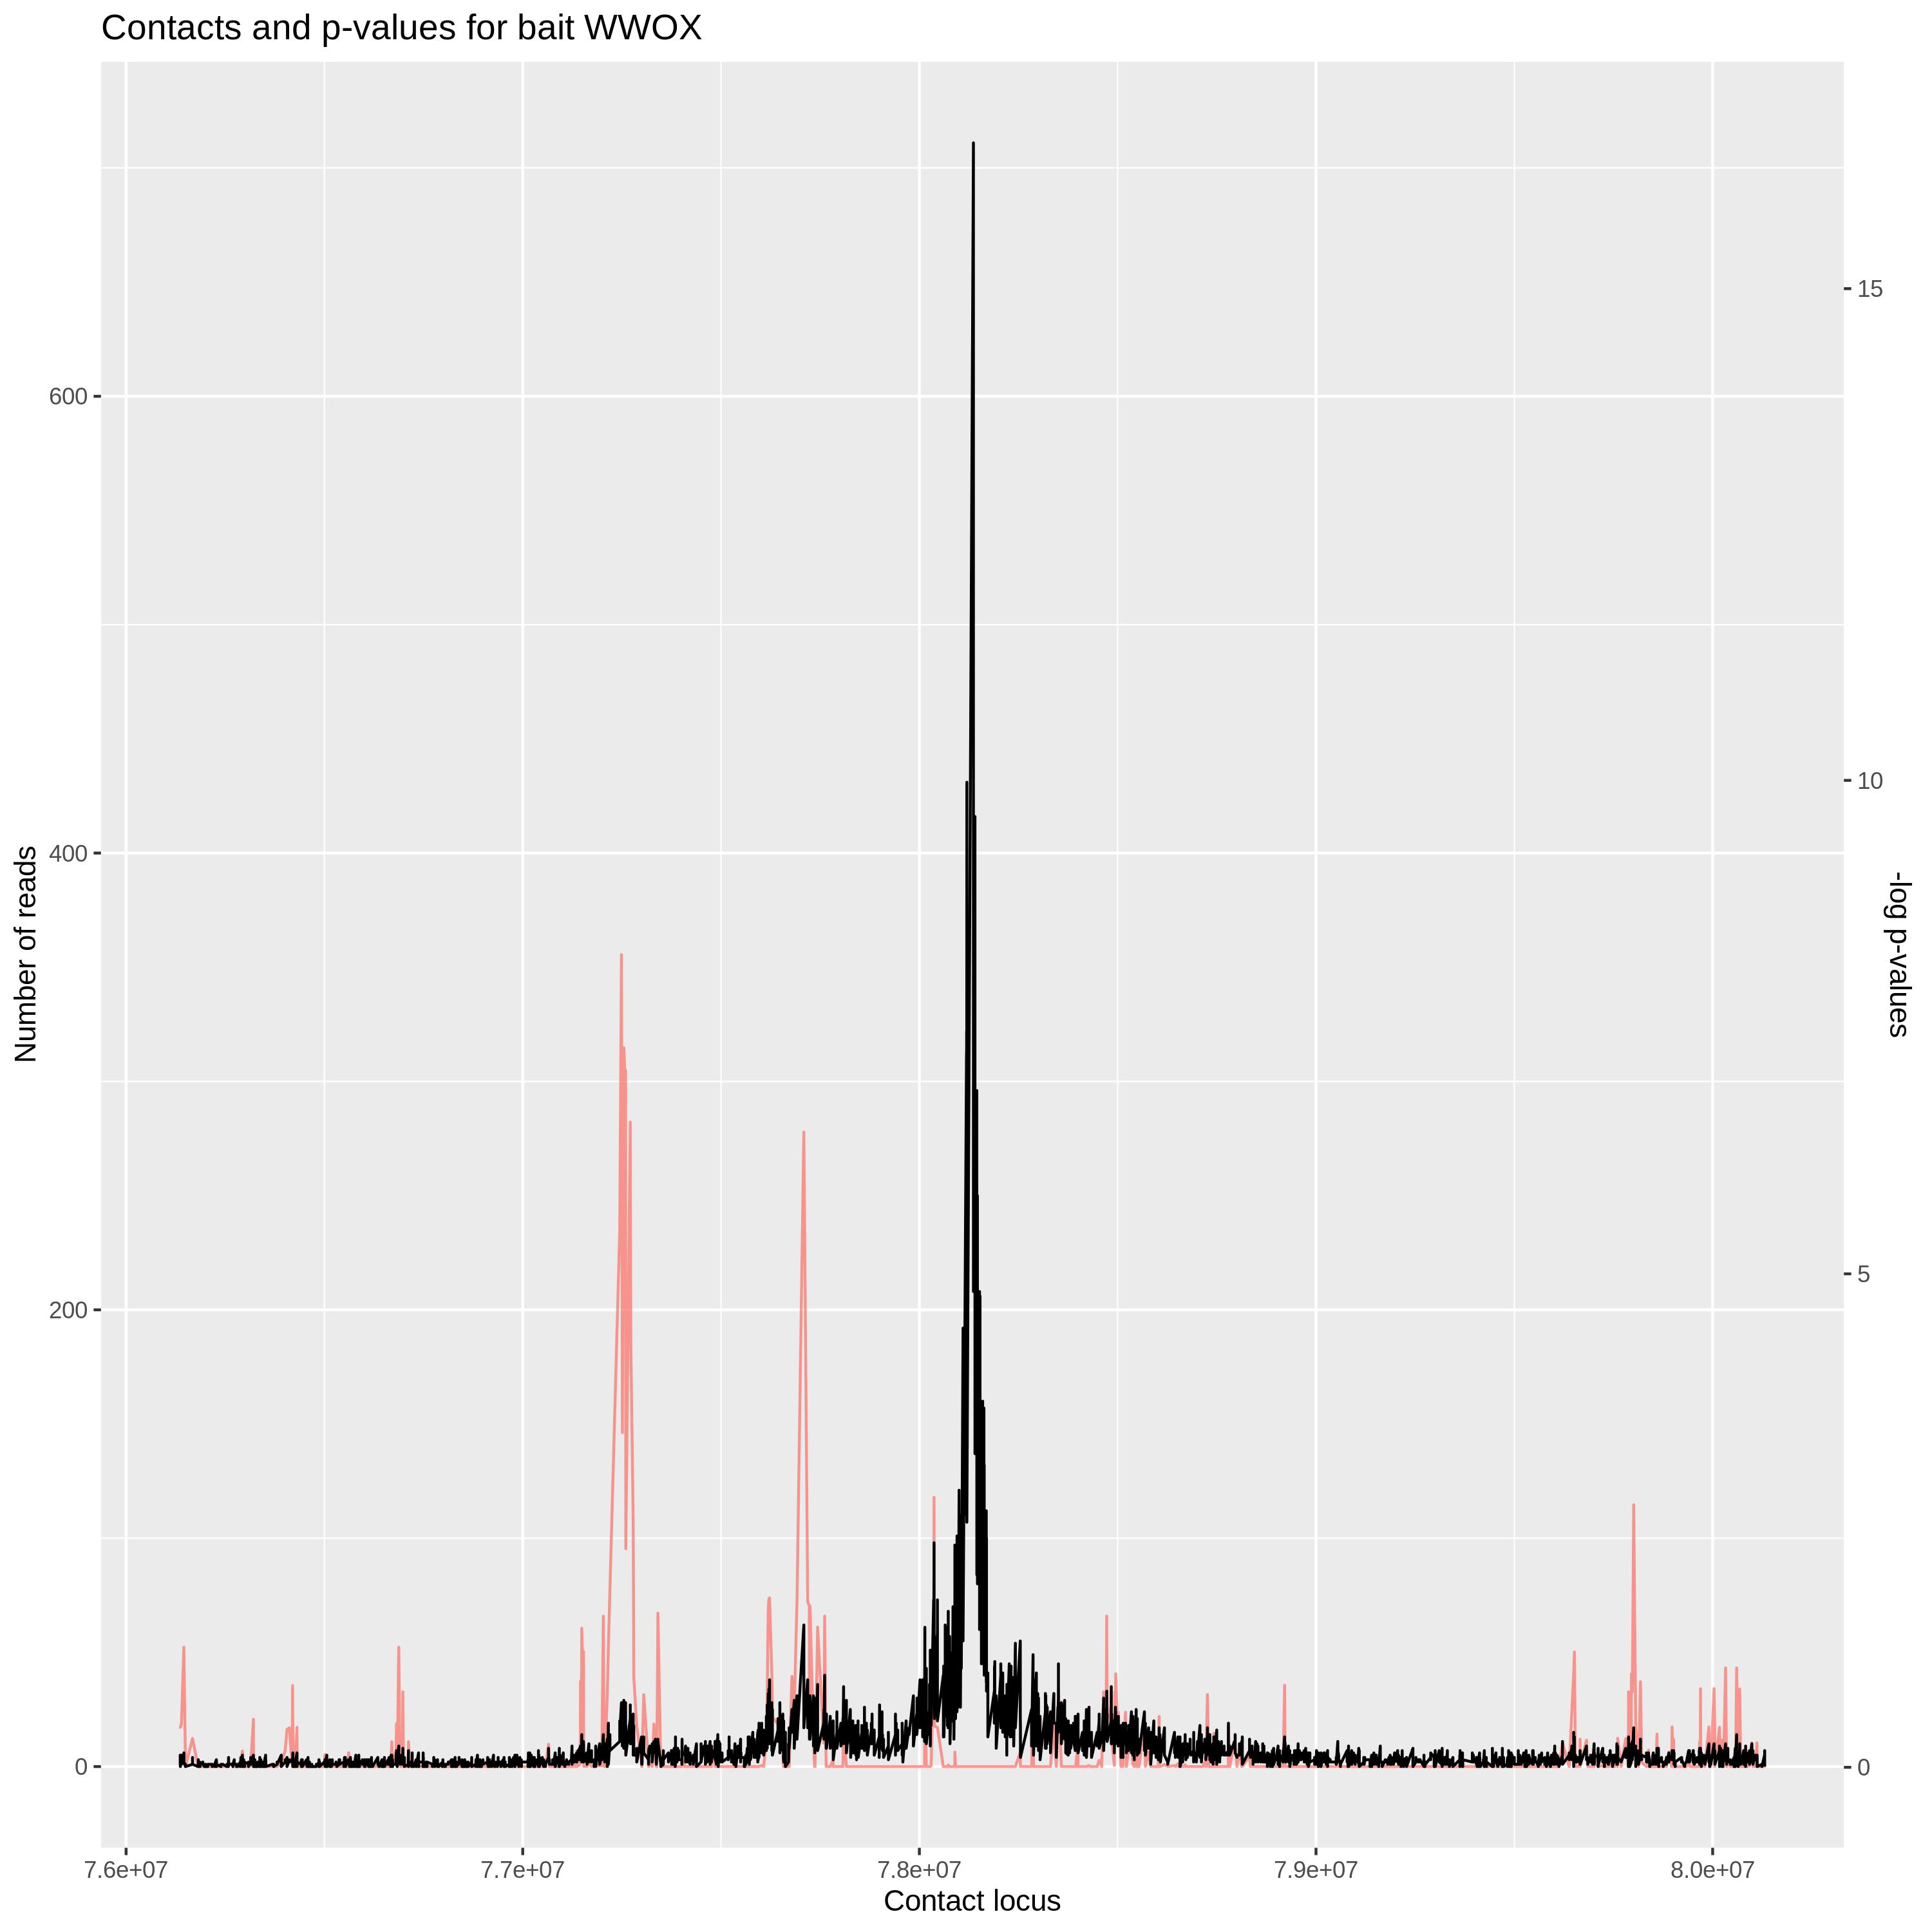 Contacts and p-values for bait WWOX
Number of reads
600
400
200
0
15
10
5
0
-log p-values
7.6e+07 7.7e+07 7.8e+07 7.9e+07 8.0e+07
Contact locus